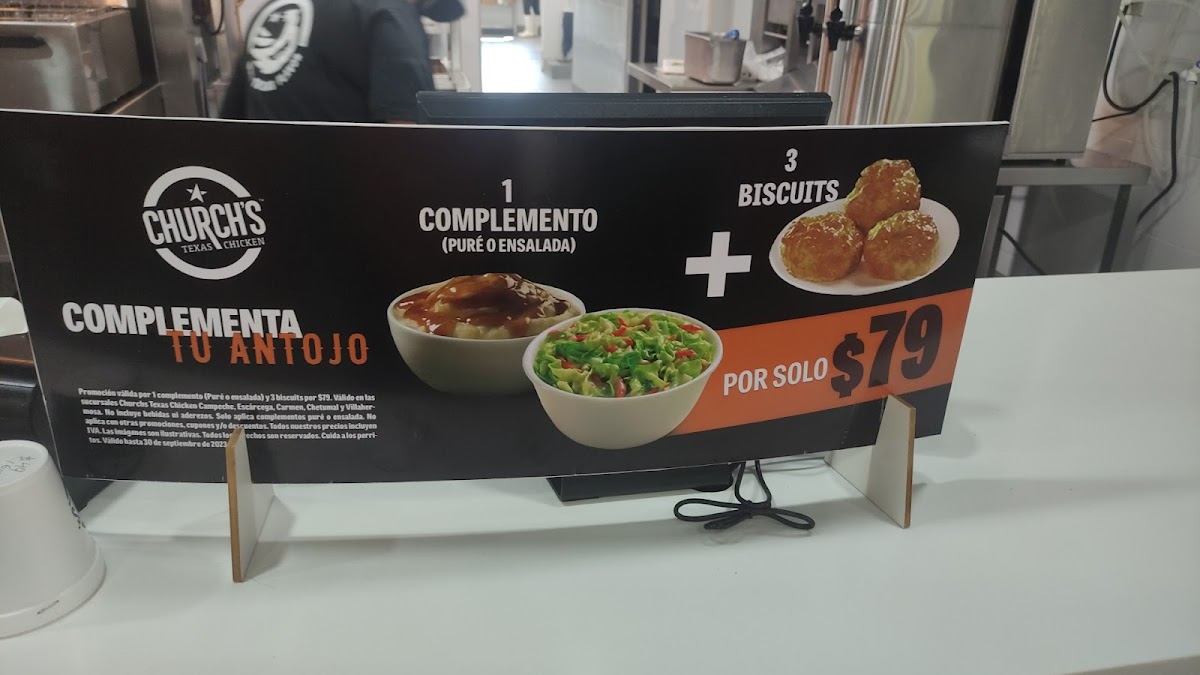 CHURCH'S™
TEXAS CHICKEN
COMPLEMENTA
TU ANTOJO
Promoción válida por 1 complemento (Puré o ensalada) y 3 biscuits por $79. Válido en las
sucursales Churchs Texas Chicken Campeche, Escárcega, Carmen, Chetumal y Villaher-
mosa. No incluye bebidas ni aderezos. Solo aplica complementos puré o ensalada. No
aplica con otras promociones, cupones y/o descuentos. Todos nuestros precios incluyen
IVA. Las imágenes son ilustrativas. Todos los chos son reservados. Cuida a los perri-
tos. Válido hasta 30 de septiembre de 2023
1
COMPLEMENTO
(PURÉ O ENSALADA)
3
BISCUITS
+
POR SOLO $79